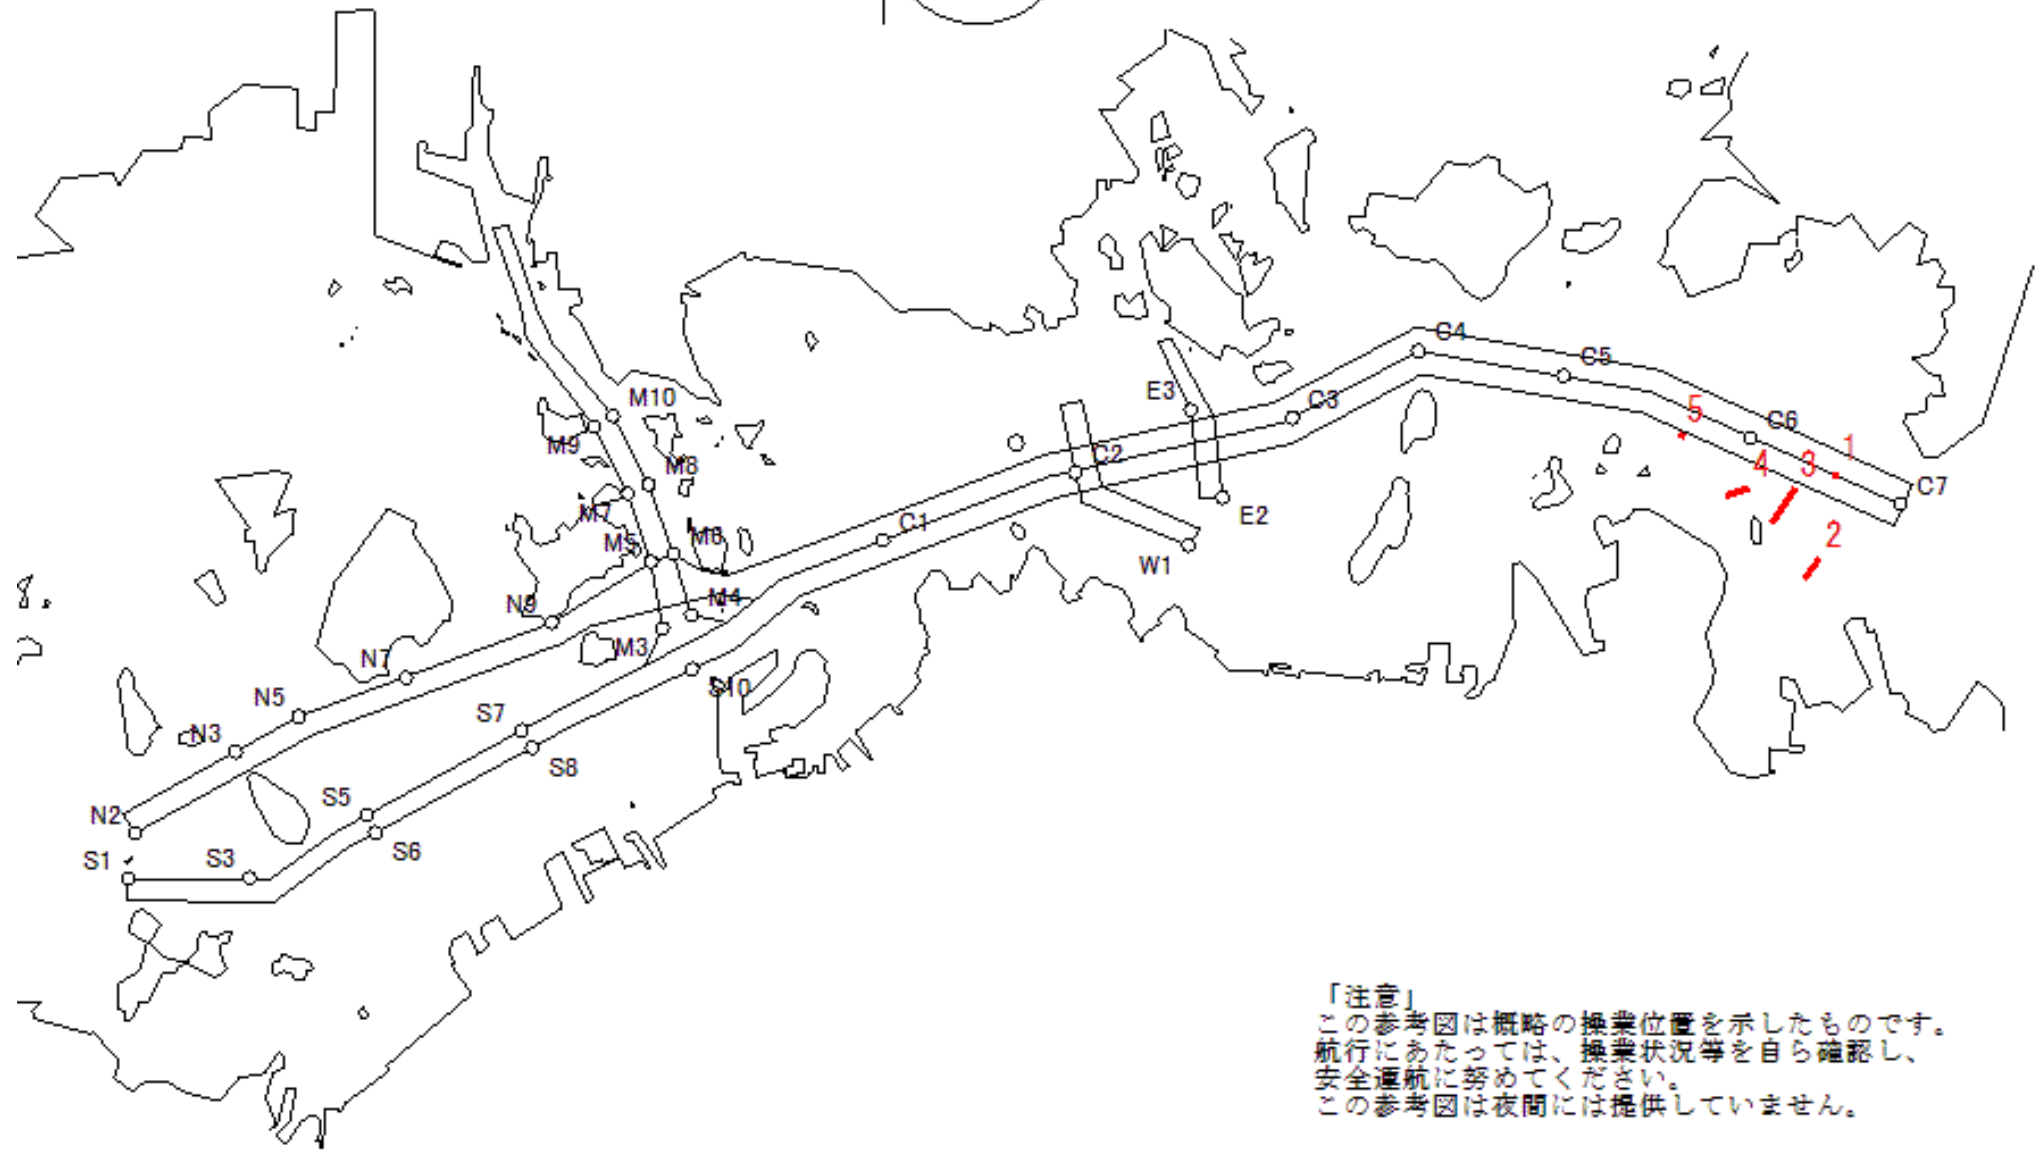 C4
C5
M10
E3
C3
5
C6
M9
1
M8
C2
4
3
C7
M7
E2
C1
M6
2
M5
W1
N9
M4
M3
N7
S10
N5
S7
N3
S8
S5
N2
S6
S1
S3
「注意」
この参考図は概略の操業位置を示したものです。
航行にあたっては、操業状況等を自ら確認し、
安全運航に努めてください。
この参考図は夜間には提供していません。